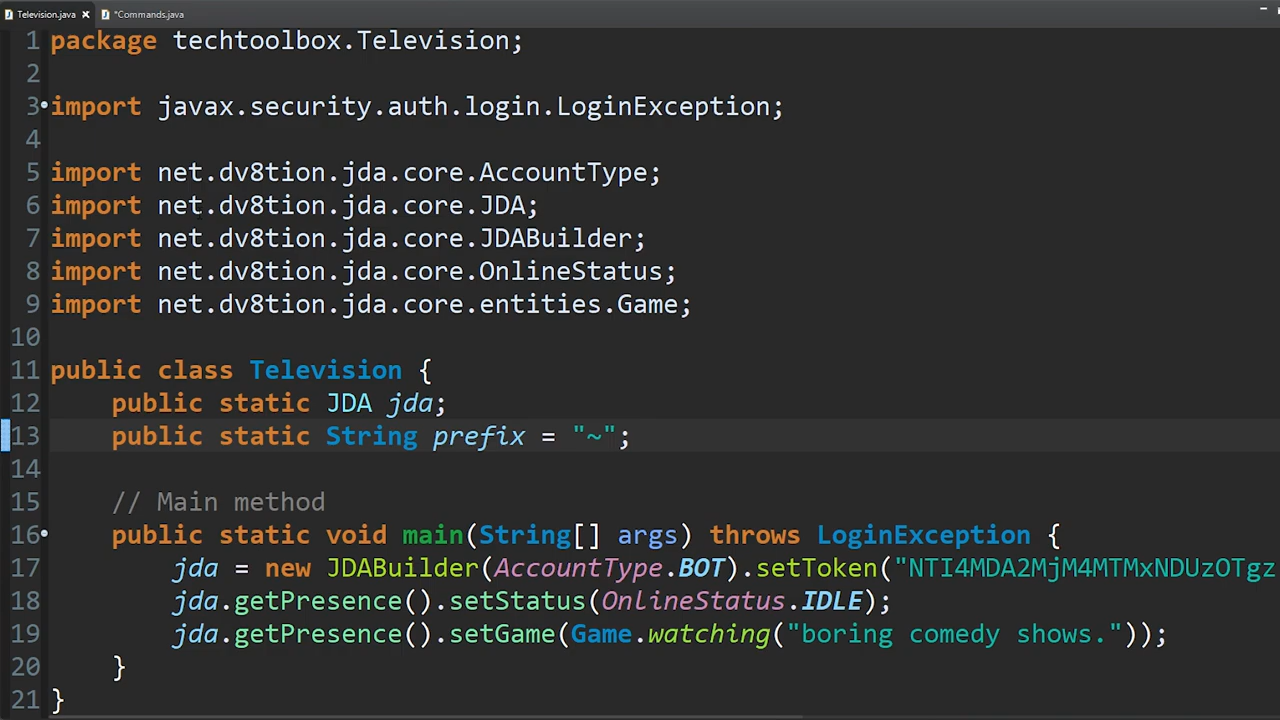 Television.java *Commands.java
1 package techtoolbox.Television;
2
3 import javax.security.auth.login.LoginException;
4
5 import net.dv8tion.jda.core.AccountType;
6 import net.dv8tion.jda.core.JDA;
7 import net.dv8tion.jda.core.JDABuilder;
8 import net.dv8tion.jda.core.OnlineStatus;
9 import net.dv8tion.jda.core.entities.Game;
10
11 public class Television {
12 public static JDA jda;
13 public static String prefix = "~";
14
15 // Main method
16 public static void main(String[] args) throws LoginException {
17 jda = new JDABuilder(AccountType.BOT).setToken("NTI4MDA2MjM4MTMxNDUzOTgz
18 jda.getPresence().setStatus(OnlineStatus.IDLE);
19 jda.getPresence().setGame(Game.watching("boring comedy shows."));
20 }
21 }